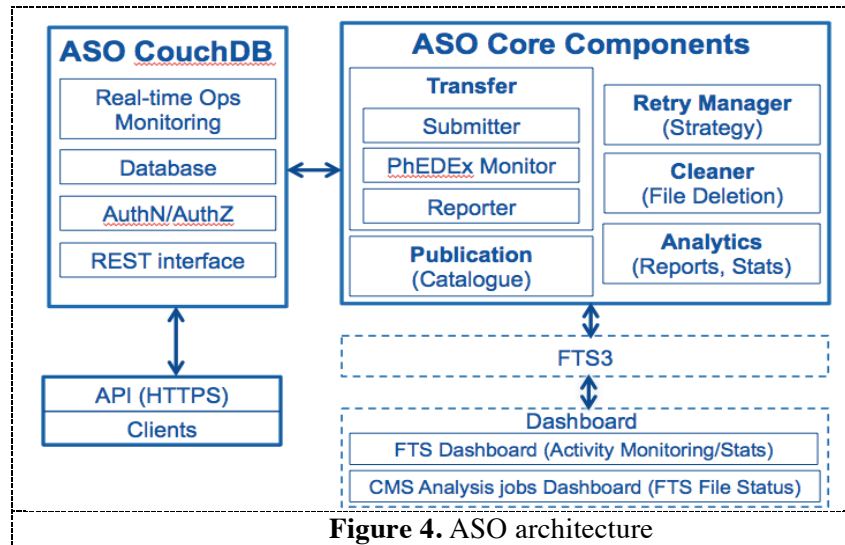 ASO CouchDB
Real-time Ops
Monitoring
Database
AuthN/AuthZ
REST interface
API (HTTPS)
Clients
ASO Core Components
Transfer
Submitter
PhEDEx Monitor
Reporter
Publication
(Catalogue)
Retry Manager
(Strategy)
Cleaner
(File Deletion)
Analytics
(Reports, Stats)
FTS3
Dashboard
FTS Dashboard (Activity Monitoring/Stats)
CMS Analysis jobs Dashboard (FTS File Status)
Figure 4. ASO architecture